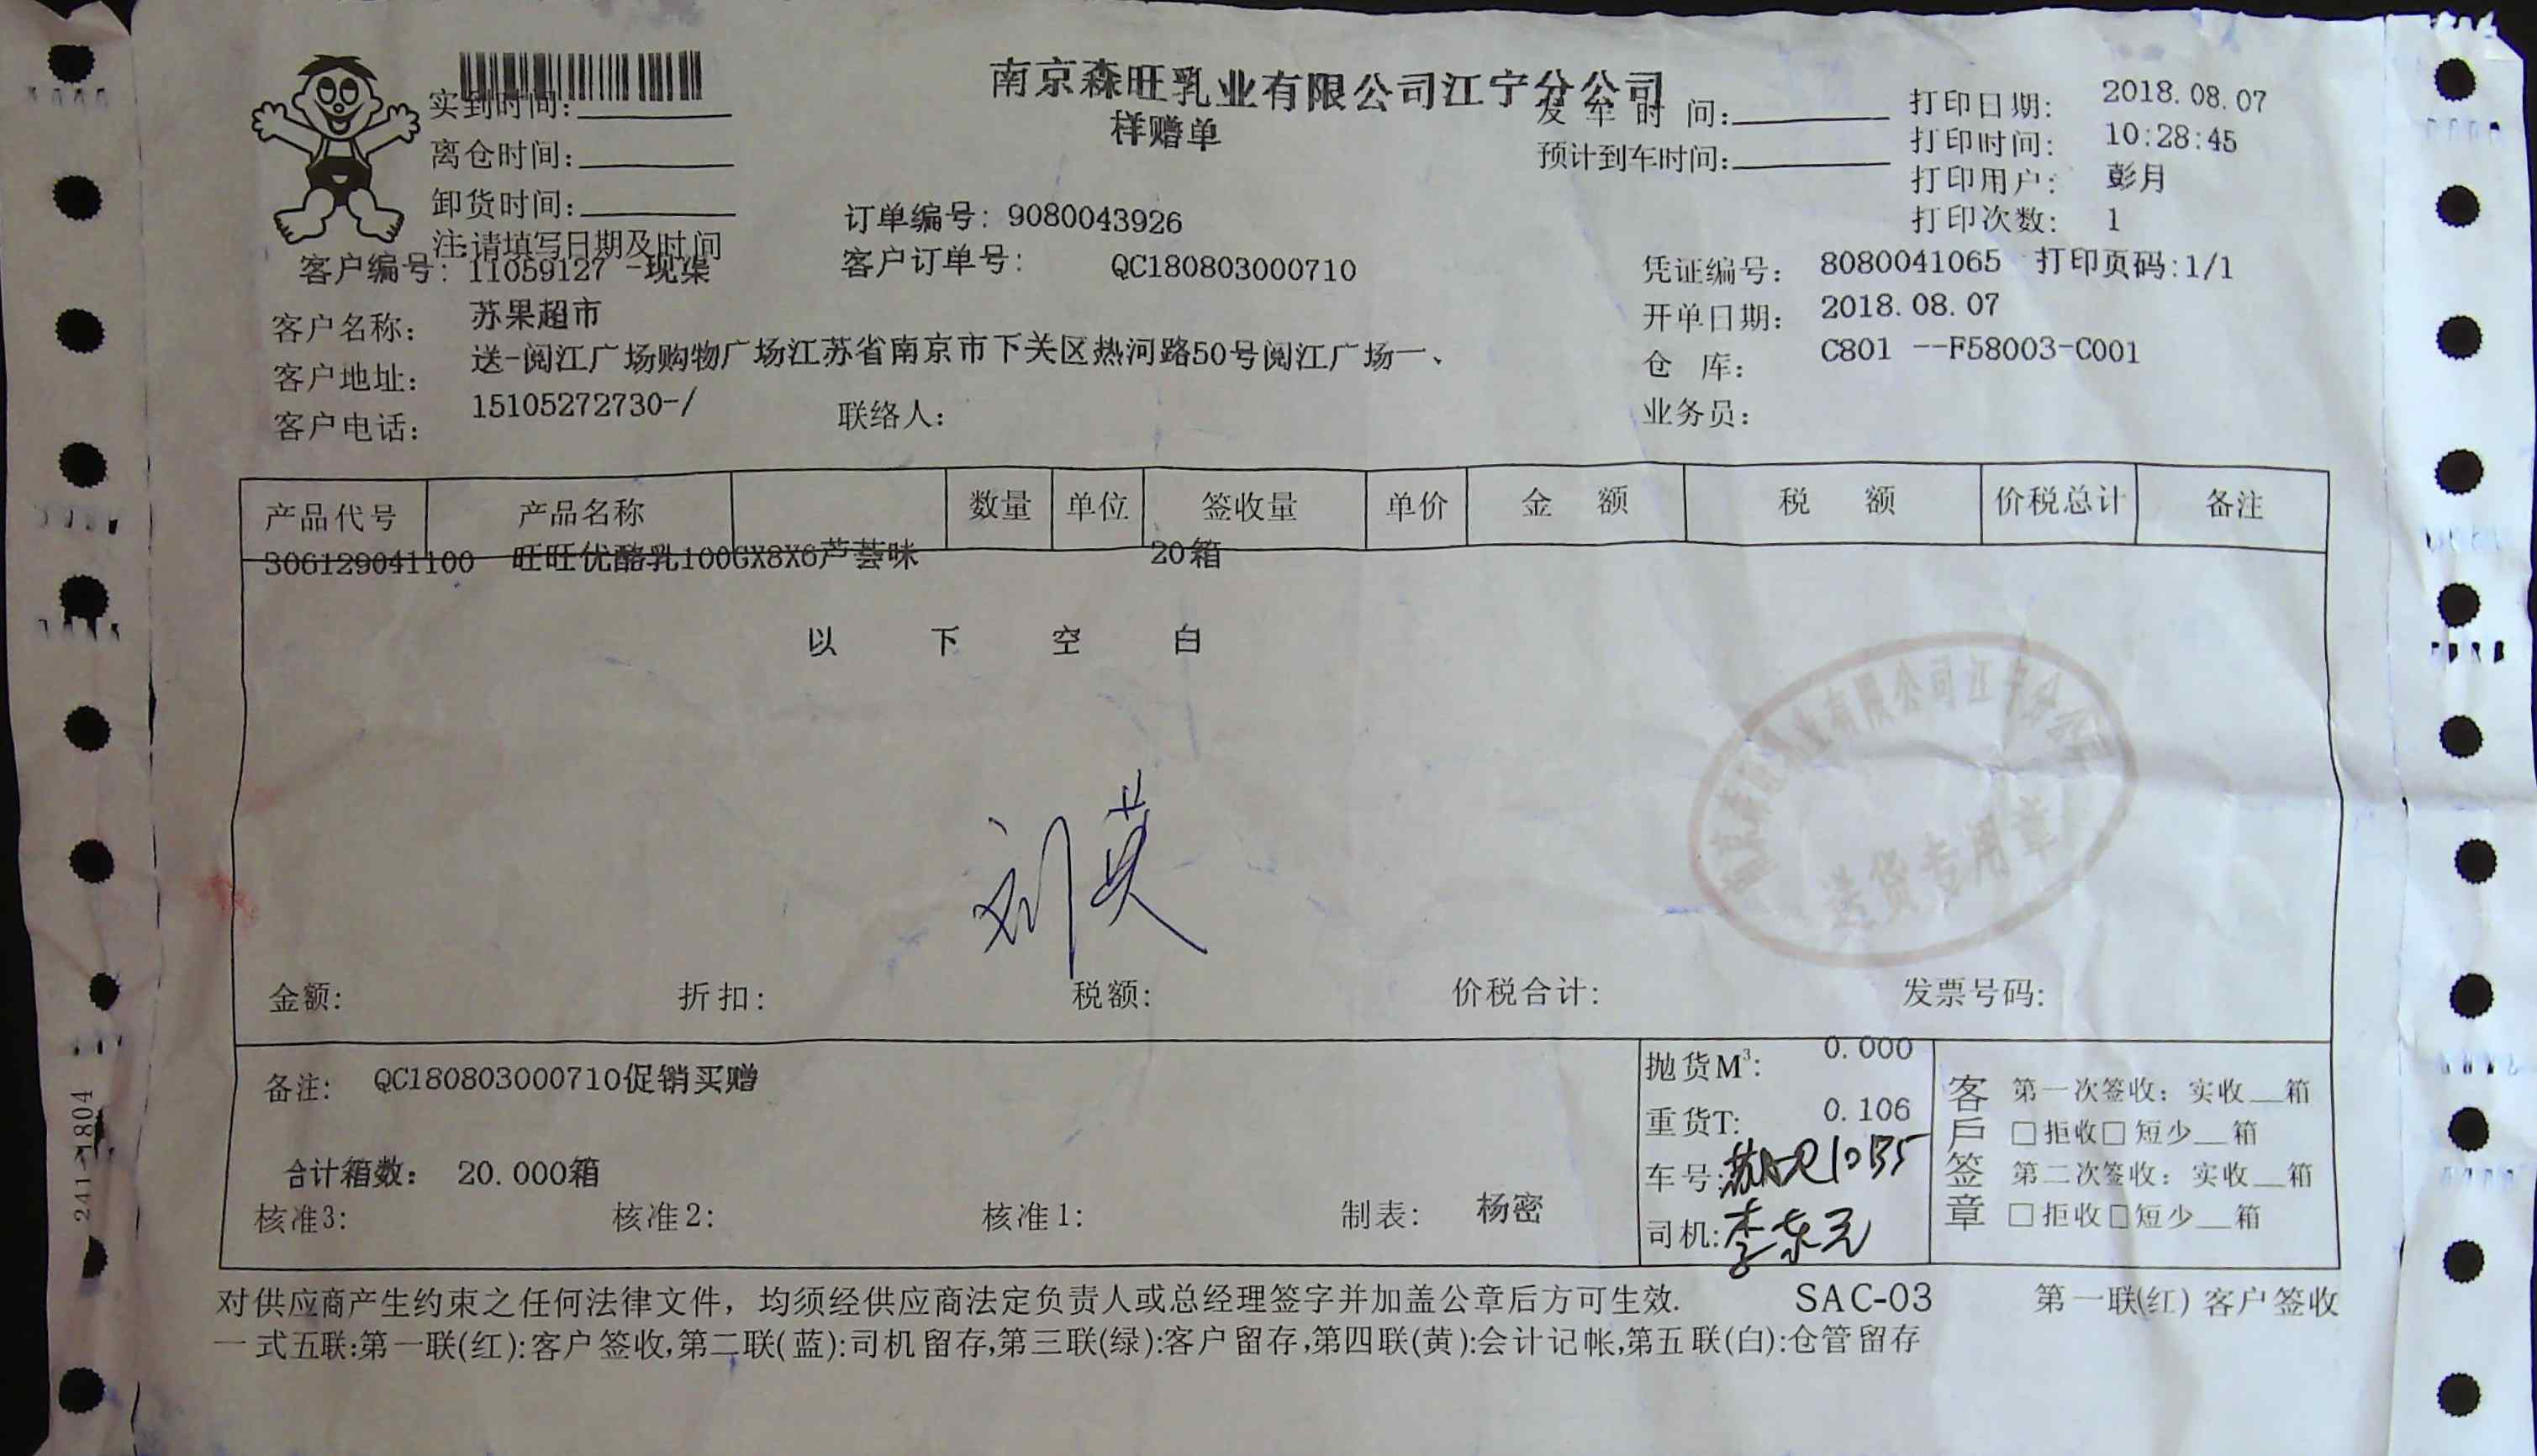 南京森旺乳业有限公司江宁分公司
样赠单
实到时间:
离仓时间:
卸货时间:
注:请填写日期及时间
发车时间:
预计到车时间:
打印日期: 2018.08.07
打印时间: 10:28:45
打印用户: 彭月
打印次数: 1
订单编号: 9080043926
客户编号: 11059127 -现渠 客户订单号: QC180803000710 凭证编号: 8080041065 打印页码:1/1
客户名称: 苏果超市 开单日期: 2018.08.07
客户地址: 送-阅江广场购物广场江苏省南京市下关区热河路50号阅江广场一、 仓 库: C801 --F58003-C001
客户电话: 15105272730-/ 联络人: 业务员:
产品代号 产品名称 数量 单位 签收量 单价 金 额 税 额 价税总计 备注
306129041100 旺旺优酪乳100GX8X6芦荟味 20箱
以 下 空 白
有限公司江宁分公司
送货专用章
刘英
金额: 折扣: 税额: 价税合计: 发票号码:
备注: QC180803000710促销买赠
合计箱数: 20.000箱
核准3: 核准2: 核准1: 制表: 杨密
抛货M³: 0.000
重货T: 0.106
车号:
司机: 李东元
客户签章
第一次签收: 实收__箱
□拒收□短少__箱
第二次签收: 实收__箱
□拒收□短少__箱
对供应商产生约束之任何法律文件，均须经供应商法定负责人或总经理签字并加盖公章后方可生效. SAC-03 第一联(红) 客户签收
一式五联:第一联(红):客户签收,第二联(蓝):司机留存,第三联(绿):客户留存,第四联(黄):会计记帐,第五联(白):仓管留存
241-1804